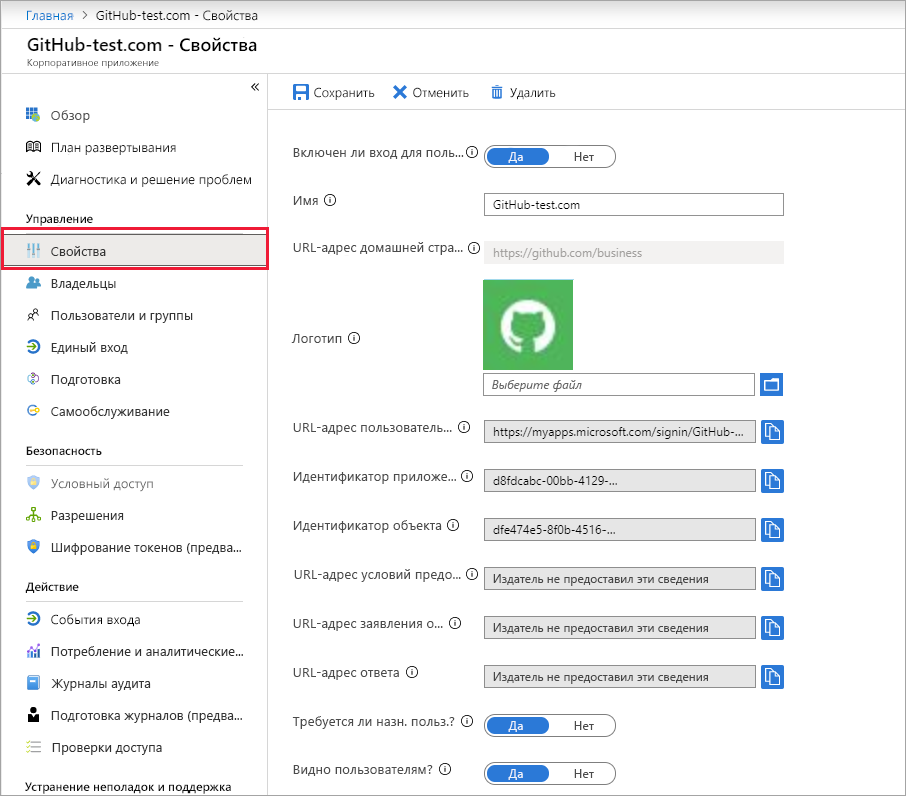 Главная > GitHub-test.com - Свойства
GitHub-test.com - Свойства
Корпоративное приложение
«
Обзор
План развертывания
Диагностика и решение проблем
Управление
Свойства
Владельцы
Пользователи и группы
Единый вход
Подготовка
Самообслуживание
Безопасность
Условный доступ
Разрешения
Шифрование токенов (предва...
Действие
События входа
Потребление и аналитические...
Журналы аудита
Подготовка журналов (предва...
Проверки доступа
Устранение неполадок и поддержка
Сохранить Отменить Удалить
Включен ли вход для поль... Да Нет
Имя GitHub-test.com
URL-адрес домашней стра... https://github.com/business
Логотип
Выберите файл
URL-адрес пользователь... https://myapps.microsoft.com/signin/GitHub-...
Идентификатор приложе... d8fdcabc-00bb-4129-...
Идентификатор объекта dfe474e5-8f0b-4516-...
URL-адрес условий предо... Издатель не предоставил эти сведения
URL-адрес заявления о... Издатель не предоставил эти сведения
URL-адрес ответа Издатель не предоставил эти сведения
Требуется ли назн. польз.? Да Нет
Видно пользователям? Да Нет